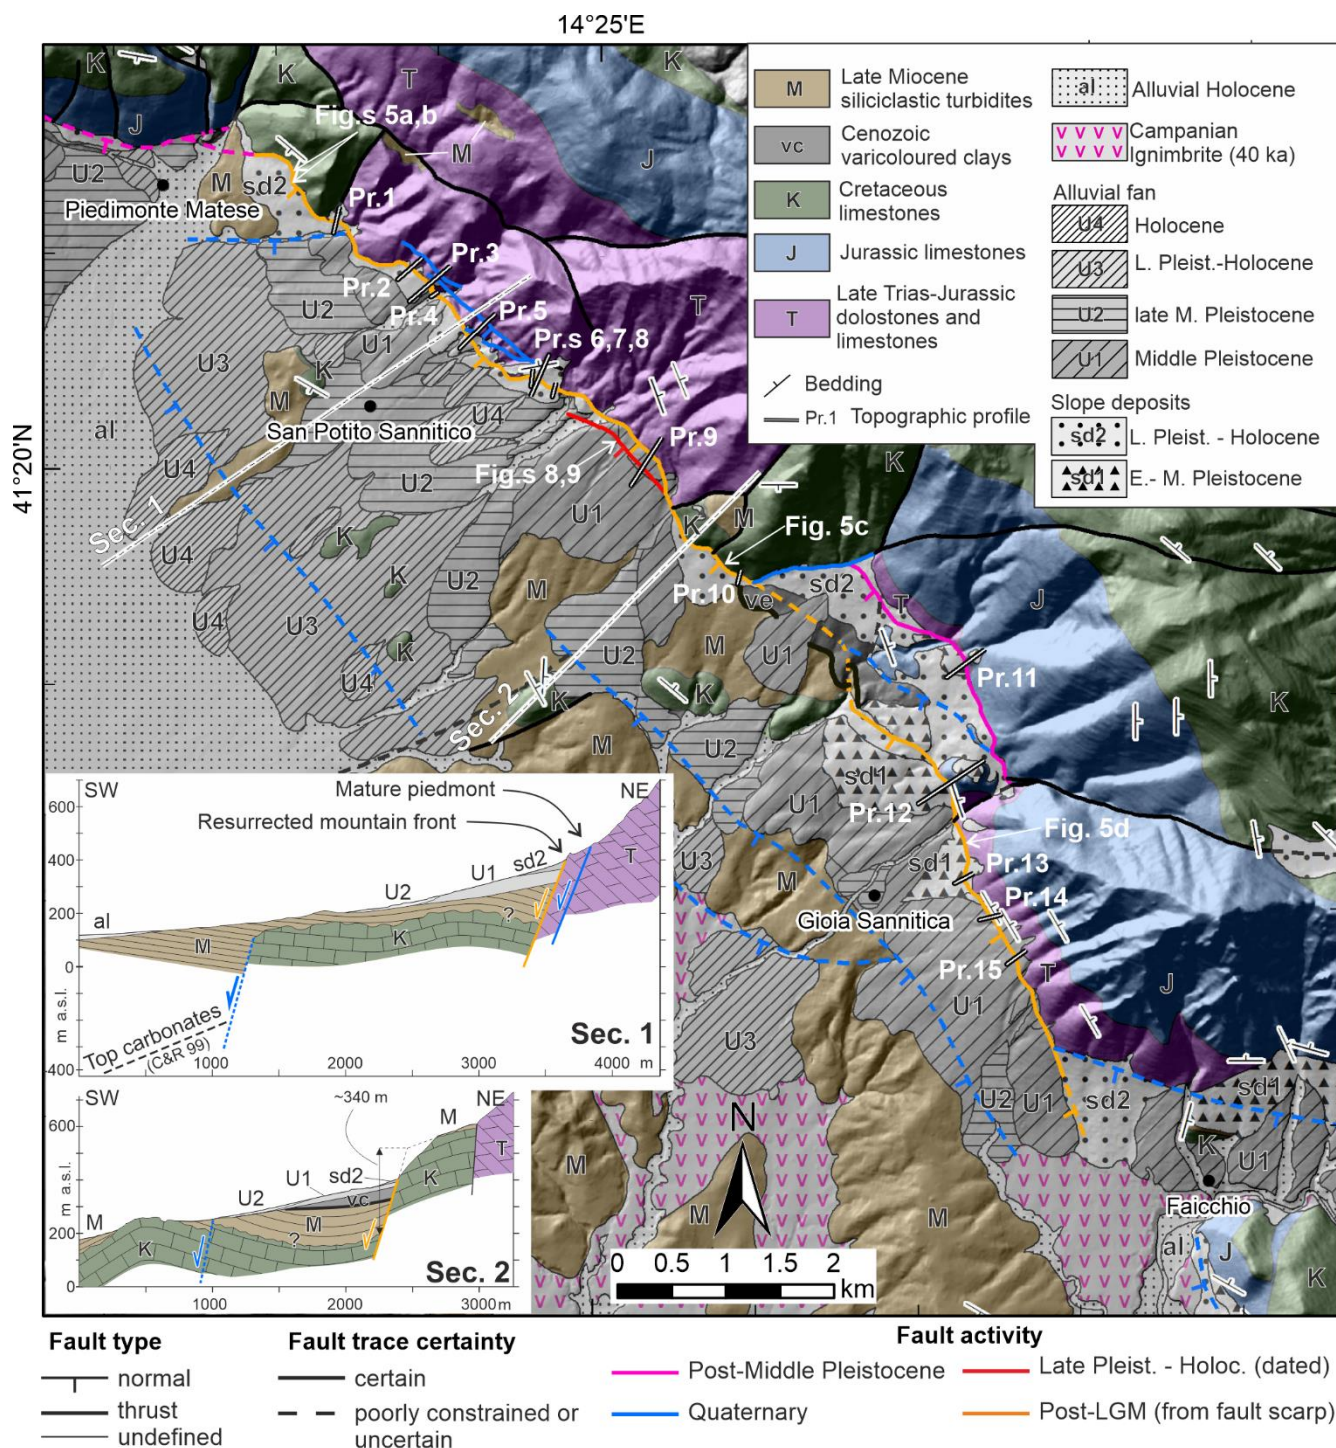 14°25'E
41°20'N
K
K
T
K
J
Fig.s 5a,b
M
J
U2
M
sd2
Piedimonte Matese
Pr.1
Pr.3
Pr.2
Pr.4
Pr.5
T
U2
U1
Pr.s 6,7,8
U3
K
M
al
San Potito Sannitico
U4
Pr.9
Figs 8,9
U4
U2
Sec. 1
U1
K
K
M
Fig. 5c
U4
K
K
Pr.10
ve
sd2
T
J
U2
U3
M
U1
U4
K
U2
K
Pr.11
K
Sec. 2
K
M
U2
sd1
U1
Pr.12
Fig. 5d
U3
sd1
Pr.13
M
Pr.14
Gioia Sannitica
Pr.15
T
J
U1
U3
sd1
U2
U1
sd2
K
U1
M
M
M
Faicchio
al
J
K
N
0 0.5 1 1.5 2
km
M
Late Miocene
siliciclastic turbidites
vc
Cenozoic
varicoloured clays
K
Cretaceous
limestones
J
Jurassic limestones
T
Late Trias-Jurassic
dolostones and
limestones
Bedding
Pr.1 Topographic profile
al
Alluvial Holocene
Campanian
Ignimbrite (40 ka)
Alluvial fan
U4
Holocene
U3
L. Pleist.-Holocene
U2
late M. Pleistocene
U1
Middle Pleistocene
Slope deposits
sd2
L. Pleist. - Holocene
sd1
E.- M. Pleistocene
SW
NE
Mature piedmont
Resurrected mountain front
600
400
200
0
-200
-400
m a.s.l.
al
U2
U1
sd2
T
M
K
?
Top carbonates
(C&R 99)
Sec. 1
1000 2000 3000 4000 m
SW
NE
~340 m
M
600
400
200
0
m a.s.l.
M
U2
U1
sd2
vc
K
T
K
M
?
Sec. 2
1000 2000 3000 m
Fault type
normal
thrust
undefined
Fault trace certainty
certain
poorly constrained or
uncertain
Fault activity
Post-Middle Pleistocene
Quaternary
Late Pleist. - Holoc. (dated)
Post-LGM (from fault scarp)